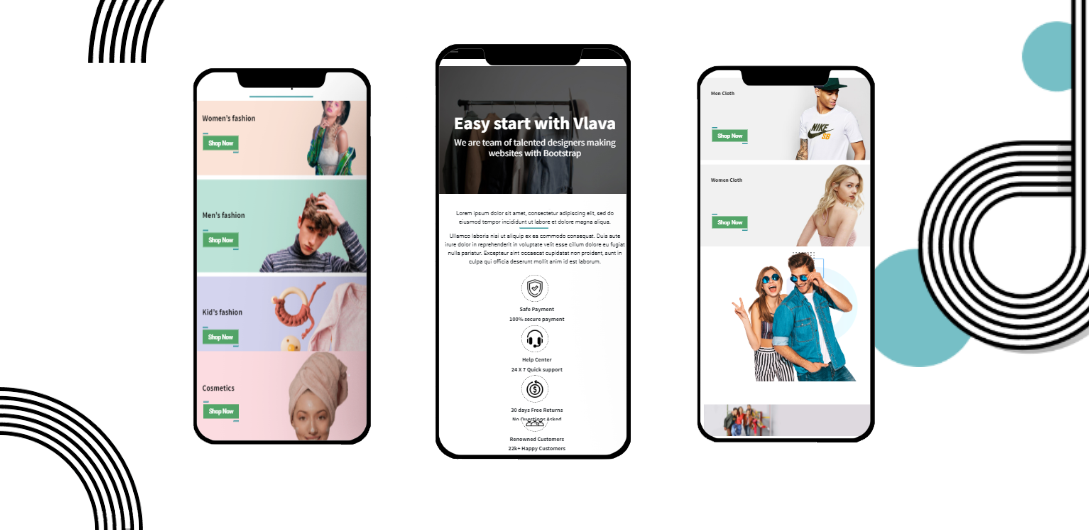 Women's fashion
Shop Now
Men's fashion
Shop Now
Kid's fashion
Shop Now
Cosmetics
Shop Now
Easy start with Vlava
We are team of talented designers making
websites with Bootstrap
Lorem ipsum dolor sit amet, consectetur adipiscing elit, sed do
eiusmod tempor incididunt ut labore et dolore magna aliqua.
Ullamco laboris nisi ut aliquip ex ea commodo consequat. Duis aute
irure dolor in reprehenderit in voluptate velit esse cillum dolore eu fugiat
nulla pariatur. Excepteur sint occaecat cupidatat non proident, sunt in
culpa qui officia deserunt mollit anim id est laborum.
Safe Payment
100% secure payment
Help Center
24 X 7 Quick support
30 days Free Returns
No Questions Asked
Renowned Customers
22k+ Happy Customers
Men Cloth
Shop Now
NIKE
SB
Women Cloth
Shop Now